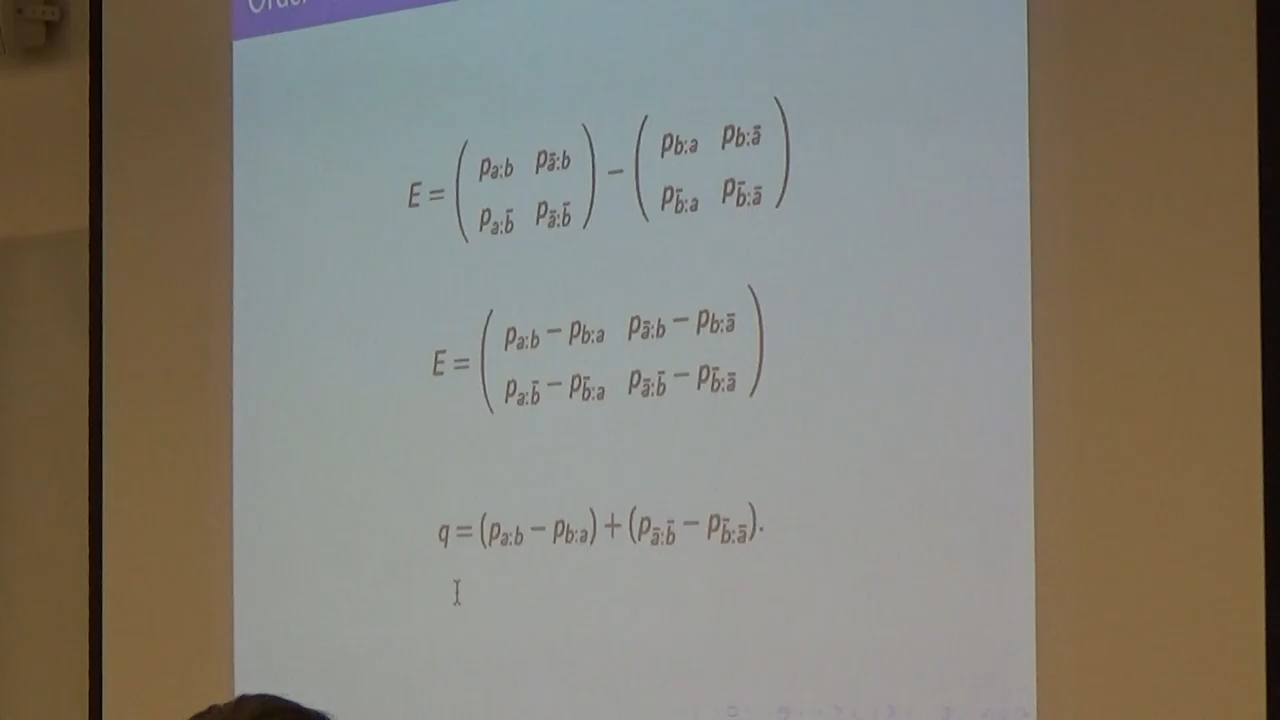 E = ( p_{a:b} p_{ā:b} p_{a:b̄} p_{ā:b̄} ) − ( p_{b:a} p_{b:ā} p_{b̄:a} p_{b̄:ā} )
E = ( p_{a:b} − p_{b:a} p_{ā:b} − p_{b:ā} p_{a:b̄} − p_{b̄:a} p_{ā:b̄} − p_{b̄:ā} )
q = (p_{a:b} − p_{b:a}) + (p_{ā:b̄} − p_{b̄:ā}).